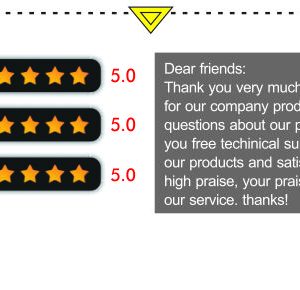 5.0
5.0
5.0
Dear friends:
Thank you very much
for our company prod
questions about our p
you free techinical su
our products and satis
high praise, your prai
our service. thanks!